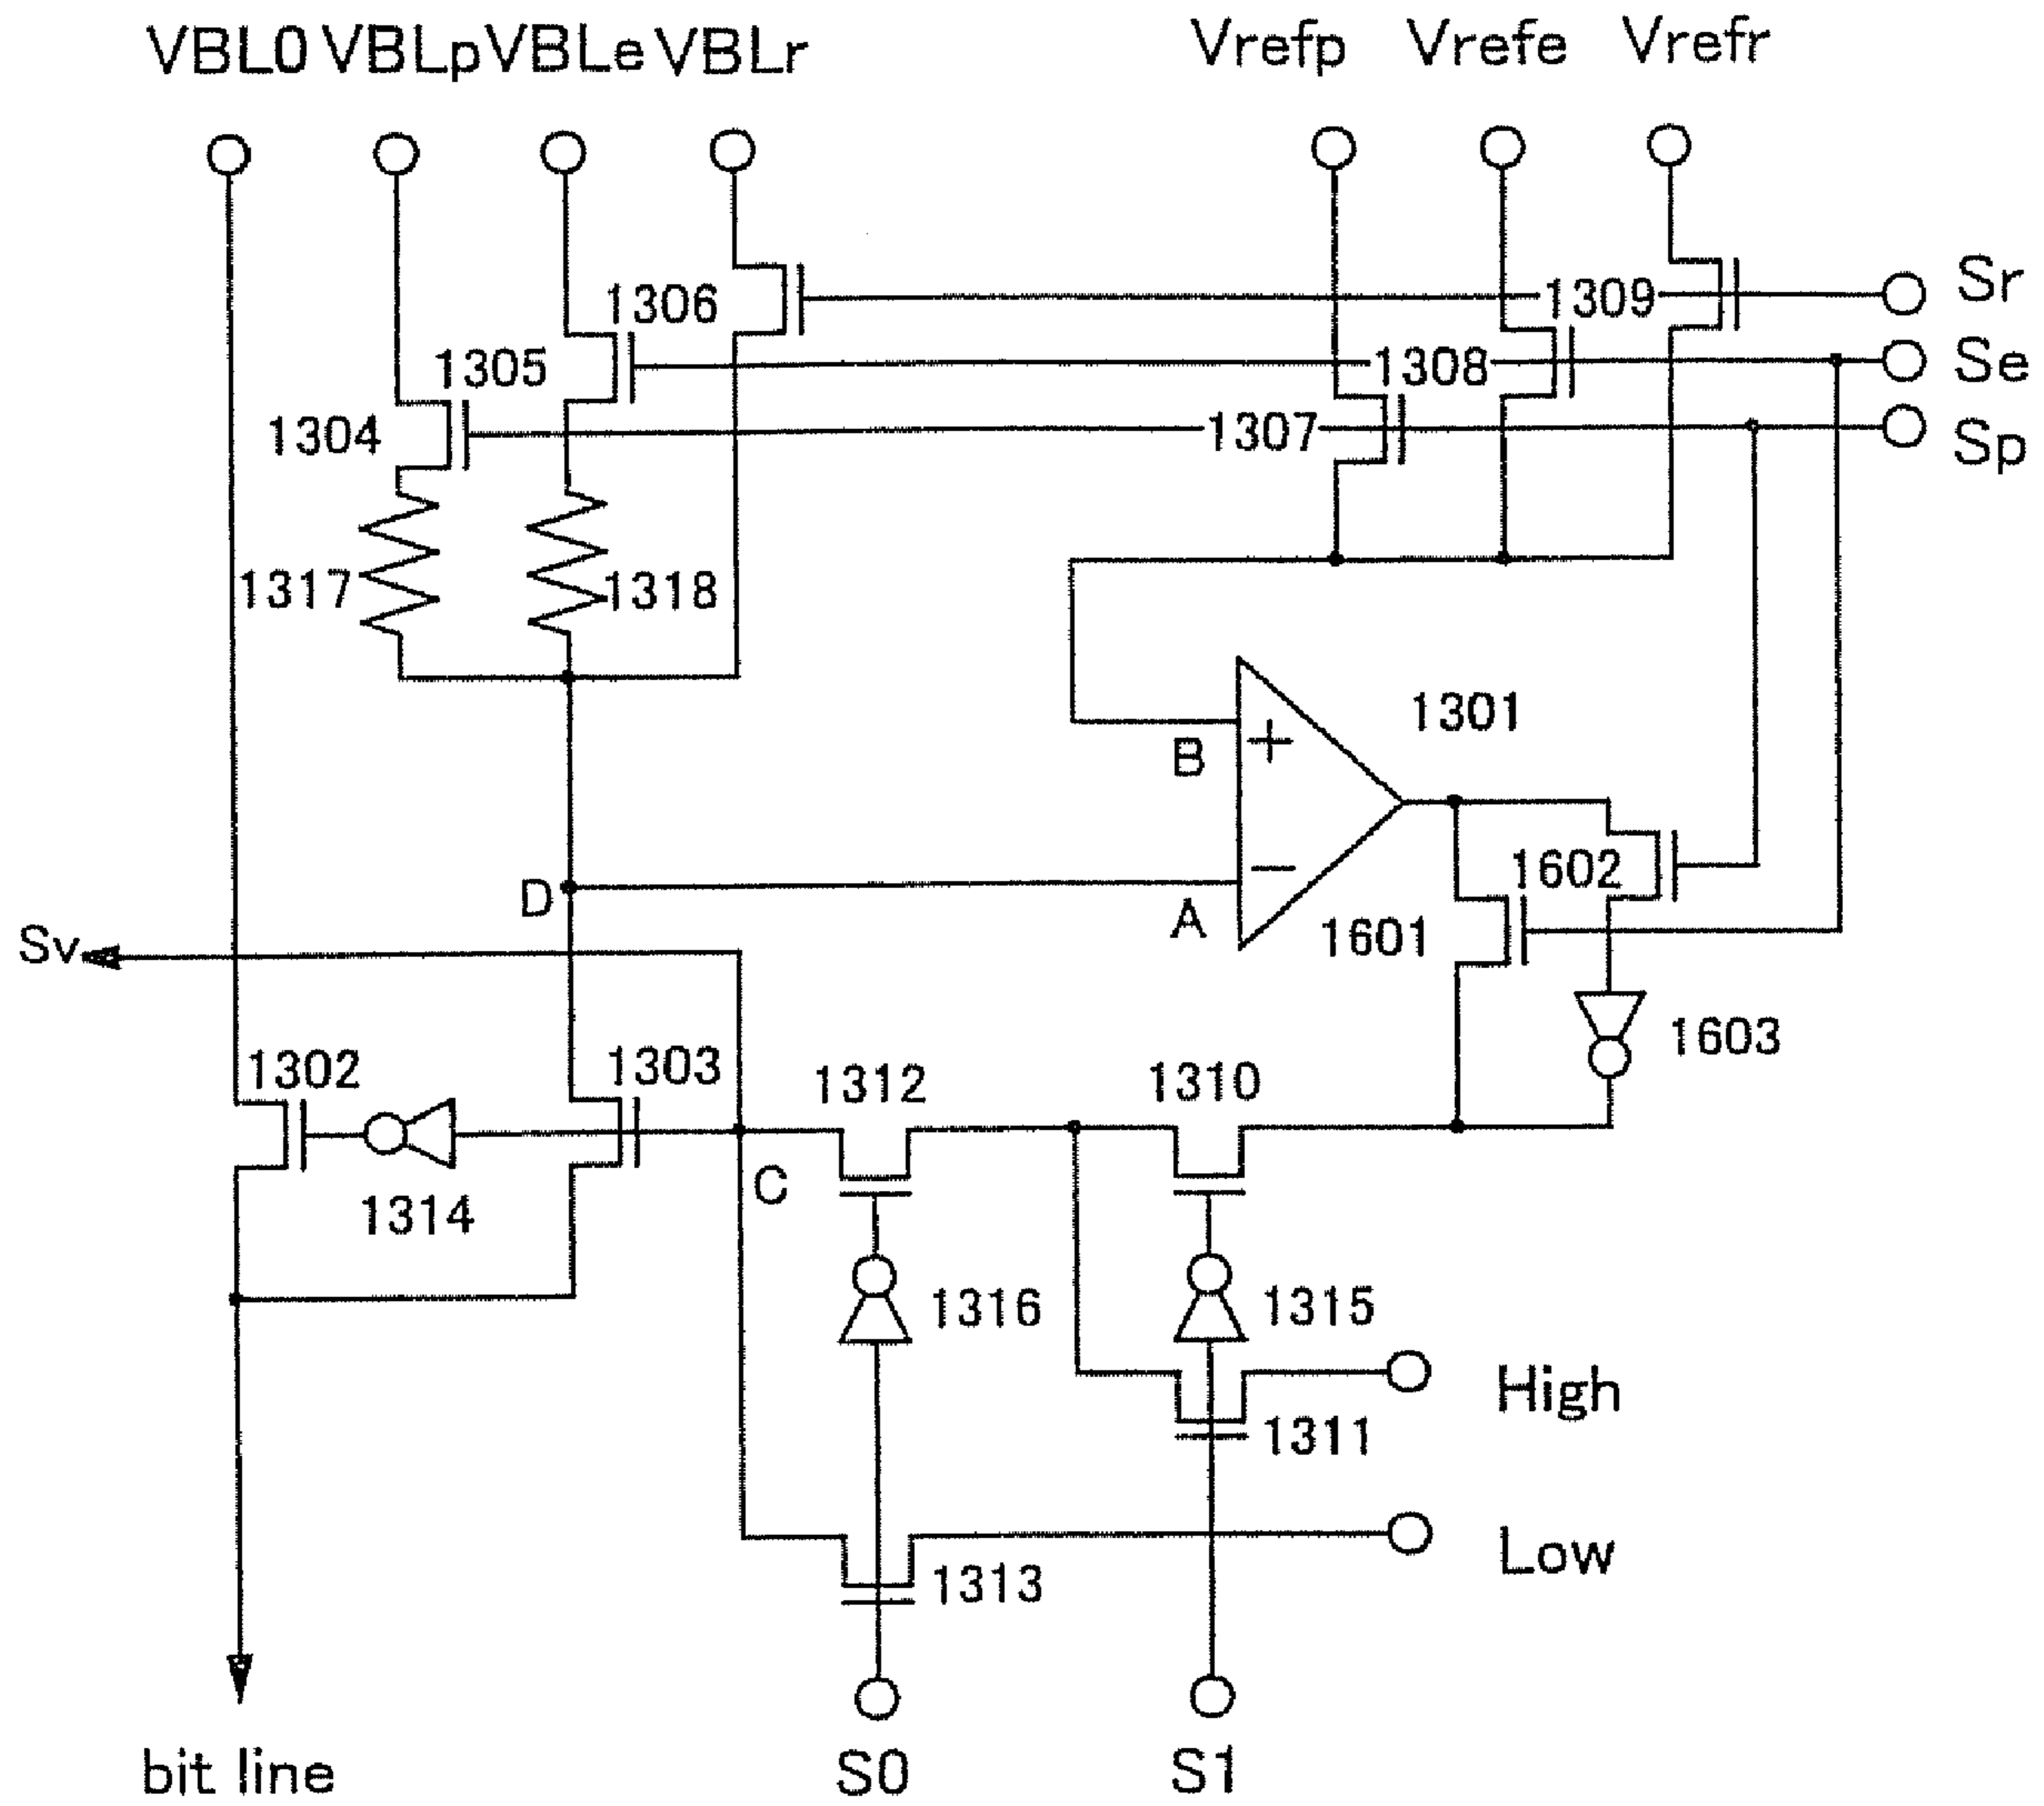 VBL0 VBLp VBLe VBLr Vrefp Vrefe Vrefr
1306 1309 Sr
1305 1308 Se
1304 1307 Sp
1317 1318
1301
B +
1602
D A −
1601
Sv
1603
1302 1303 1312 1310
C
1314
1316 1315
High
1311
Low
1313
bit line S0 S1